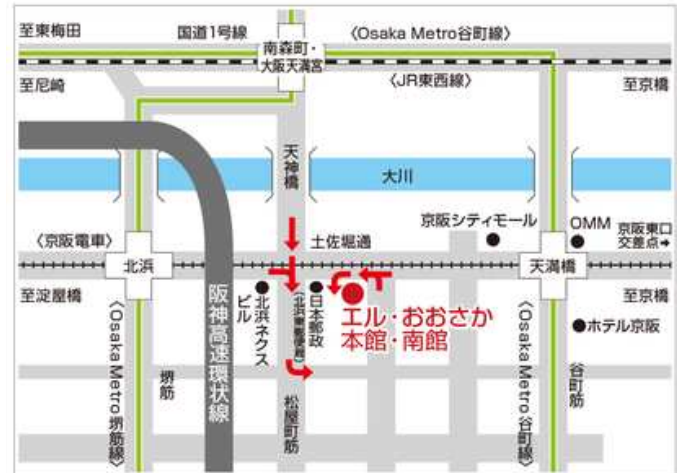 至東梅田
国道1号線
南森町・
大阪天満宮
〈Osaka Metro谷町線〉
至尼崎
〈JR東西線〉
至京橋
天神橋
大川
〈京阪電車〉
北浜
土佐堀通
京阪シティモール
OMM
京阪東口
交差点➡
天満橋
至淀屋橋
至京橋
〈Osaka Metro堺筋線〉
堺筋
阪神高速環状線
北浜ネクス
ビル
日本郵政
(北浜東郵便局)
エル・おおさか
本館・南館
松屋町筋
〈Osaka Metro谷町線〉
ホテル京阪
谷町筋